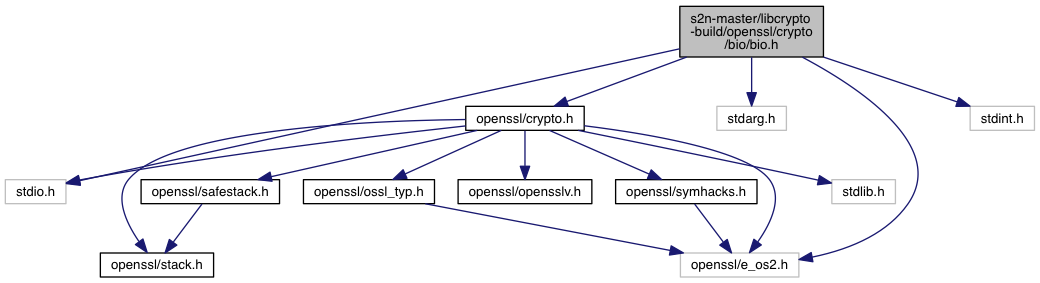 s2n-master/libcrypto
-build/openssl/crypto
/bio/bio.h
openssl/crypto.h
stdarg.h
stdint.h
stdio.h
openssl/safestack.h
openssl/ossl_typ.h
openssl/opensslv.h
openssl/symhacks.h
stdlib.h
openssl/stack.h
openssl/e_os2.h